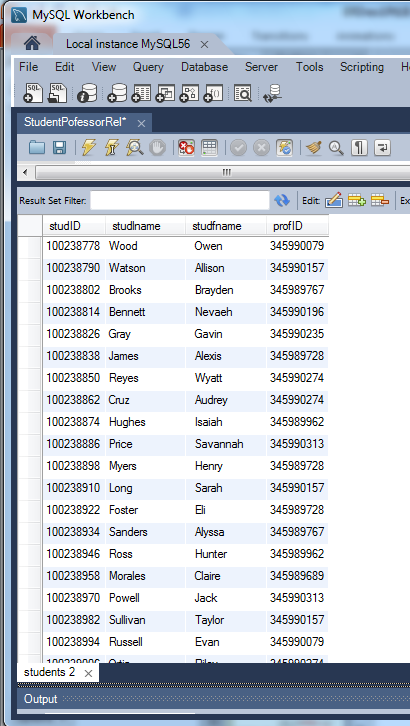 MySQL Workbench
Local instance MySQL56
File Edit View Query Database Server Tools Scripting
StudentPofessorRel*
Result Set Filter: Edit:
studID studlname studfname profID
100238778 Wood Owen 345990079
100238790 Watson Allison 345990157
100238802 Brooks Brayden 345989767
100238814 Bennett Nevaeh 345990196
100238826 Gray Gavin 345990235
100238838 James Alexis 345989728
100238850 Reyes Wyatt 345990274
100238862 Cruz Audrey 345990274
100238874 Hughes Isaiah 345989962
100238886 Price Savannah 345990313
100238898 Myers Henry 345989728
100238910 Long Sarah 345990157
100238922 Foster Eli 345989728
100238934 Sanders Alyssa 345989767
100238946 Ross Hunter 345989962
100238958 Morales Claire 345989689
100238970 Powell Jack 345990313
100238982 Sullivan Taylor 345990157
100238994 Russell Evan 345990079
students 2
Output